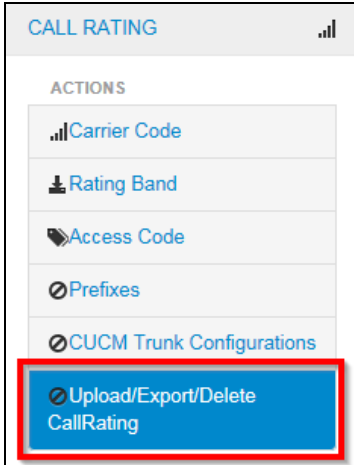 CALL RATING
ACTIONS
Carrier Code
Rating Band
Access Code
Prefixes
CUCM Trunk Configurations
Upload/Export/Delete
CallRating